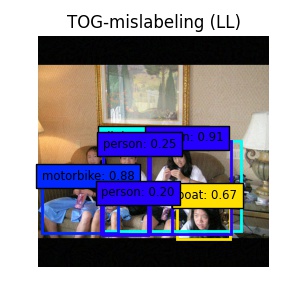 TOG-mislabeling (LL)
n: 0.91
person: 0.25
motorbike: 0.88
person: 0.20
boat: 0.67